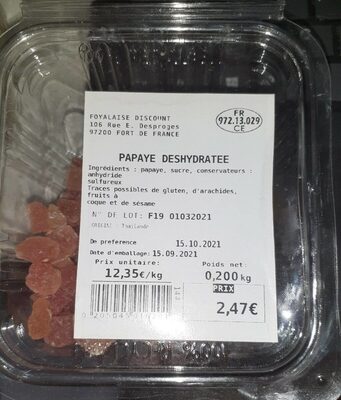 FOYALAISE DISCOUNT
106 Rue E. Desproges
97200 FORT DE FRANCE
FR
972.13.029
CE
PAPAYE DESHYDRATEE
Ingrédients : papaye, sucre, conservateurs :
anhydride
sulfureux
Traces possibles de gluten, d'arachides,
fruits à
coque et de sésame
N° DE LOT: F19 01032021
ORIGINE : Thaïlande
De preference 15.10.2021
Date d'emballage: 15.09.2021
Prix unitaire: Poids net:
12,35€/kg 0,200kg
PRIX
2,47€